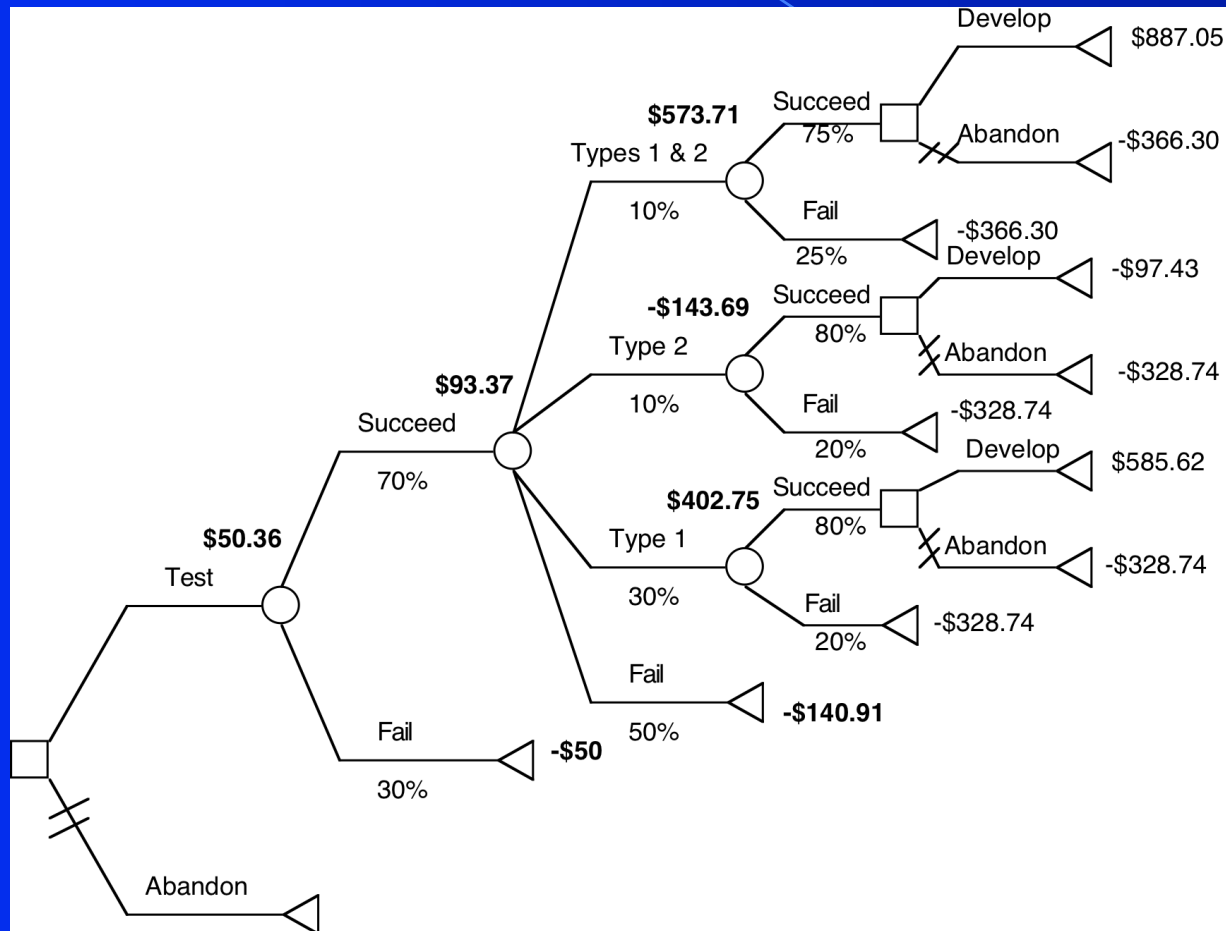 Develop
$887.05
Succeed
$573.71
75%
Abandon
-$366.30
Types 1 & 2
10%
Fail
-$366.30
25%
Develop
-$97.43
Succeed
-$143.69
80%
Type 2
Abandon
-$328.74
$93.37
10%
Fail
-$328.74
Succeed
20%
Develop
$585.62
70%
Succeed
$402.75
80%
$50.36
Type 1
Abandon
-$328.74
Test
30%
Fail
-$328.74
20%
Fail
-$140.91
50%
Fail
-$50
30%
Abandon